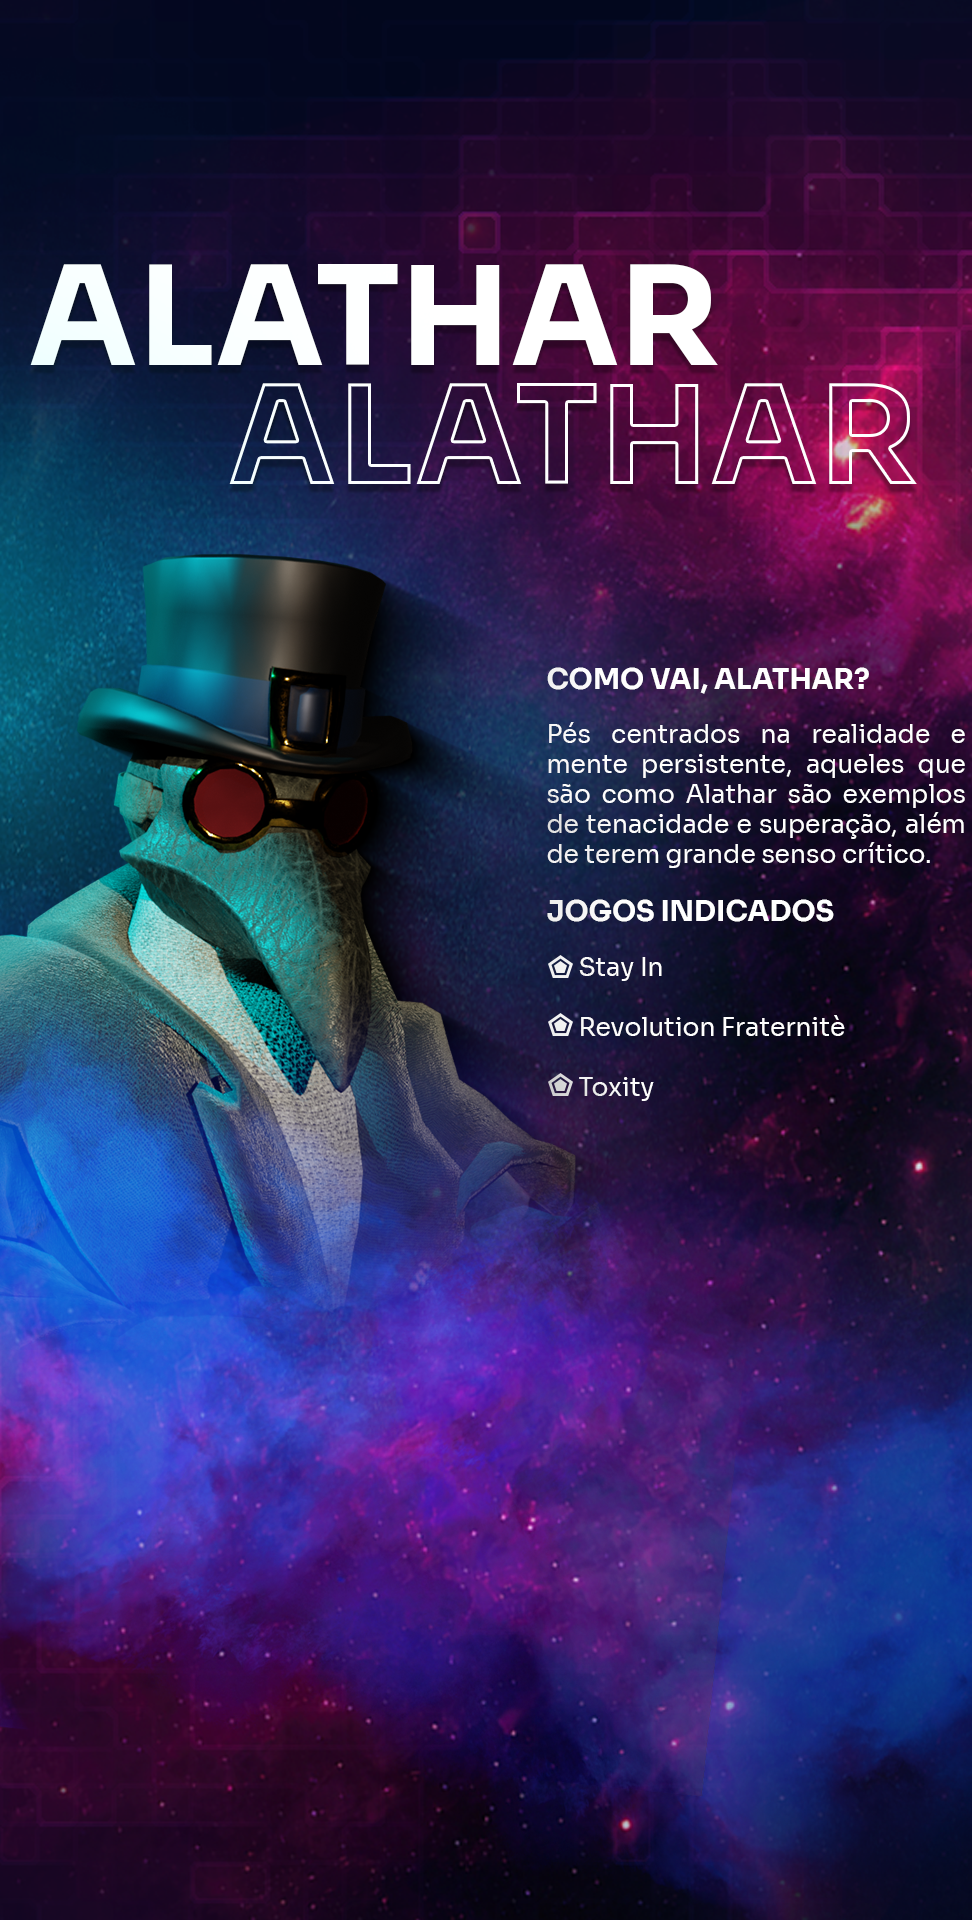 ALATHAR
ALATHAR
COMO VAI, ALATHAR?
Pés centrados na realidade e
mente persistente, aqueles que
são como Alathar são exemplos
de tenacidade e superação, além
de terem grande senso crítico.
JOGOS INDICADOS
Stay In
Revolution Fraternitè
Toxity